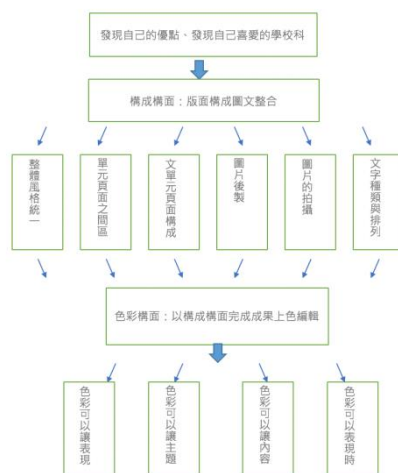 發現自己的優點、發現自己喜愛的學校科
構成構面：版面構成圖文整合
整體風格統一
單元頁面之間區
文單元頁面構成
圖片後製
圖片的拍攝
文字種類與排列
色彩構面：以構成構面完成成果上色編輯
色彩可以讓表現
色彩可以讓主題
色彩可以讓內容
色彩可以表現時